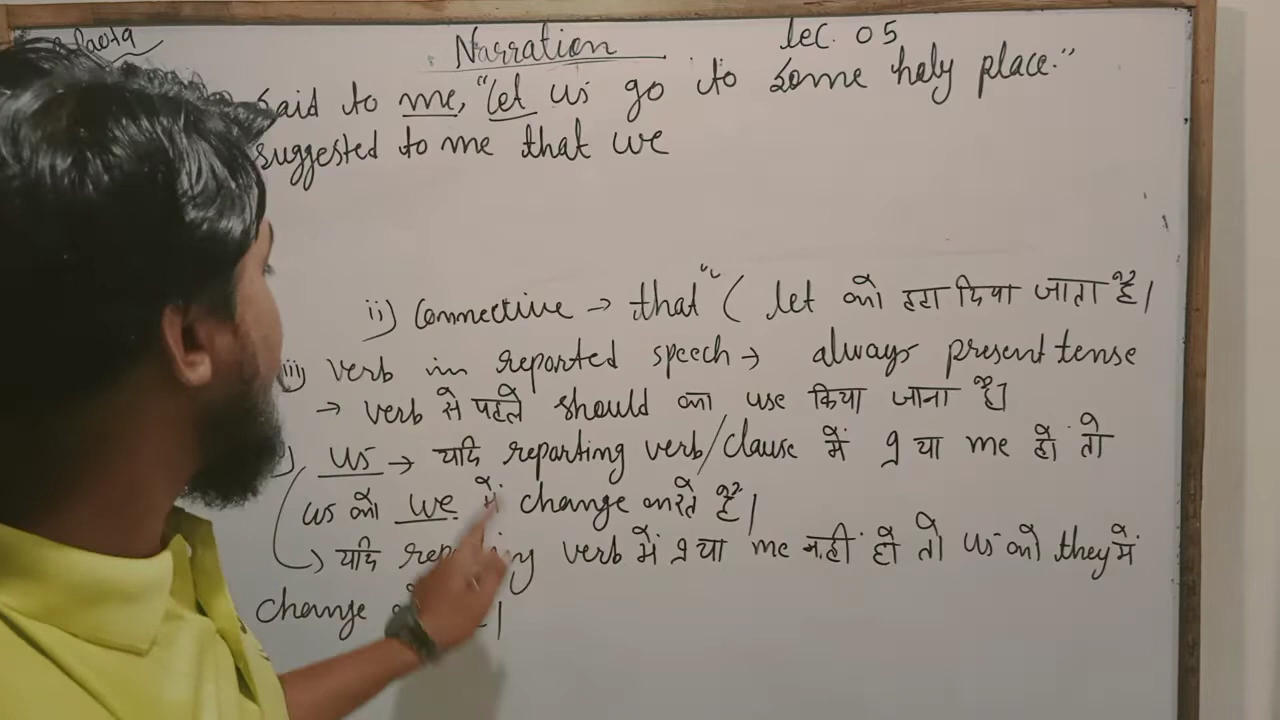 Narration lec. 05
said to me, "let us go to some holy place."
suggested to me that we
ii) Connective → that" ( let को हटा दिया जाता है।
iii) verb in reported speech → always present tense
→ verb से पहले should का use किया जाना है।
) us → यदि reporting verb/clause में I या me हो तो
us को we में change करते हैं।
→ यदि reporting verb में I या me नहीं हो तो us को they में
change